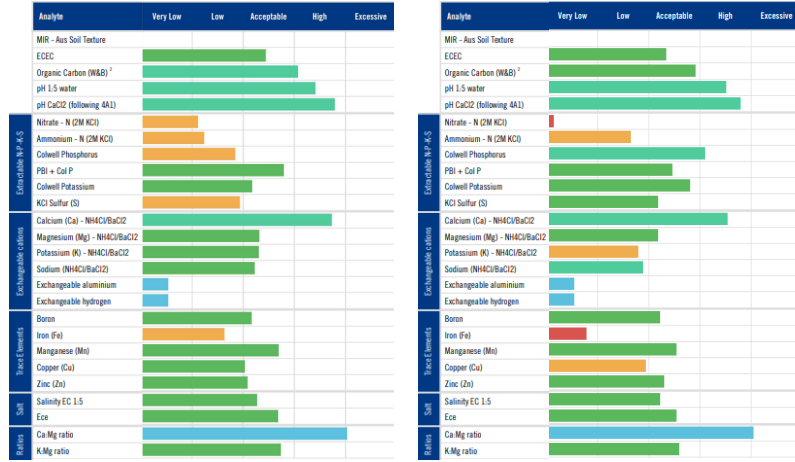 Analyte Very Low Low Acceptable High Excessive
MIR - Aus Soil Texture
ECEC
Organic Carbon (W&B) 2
pH 1:5 water
pH CaCl2 (following 4A1)
Extractable N-P-K-S
Nitrate - N (2M KCl)
Ammonium - N (2M KCl)
Colwell Phosphorus
PBI + Col P
Colwell Potassium
KCl Sulfur (S)
Exchangeable cations
Calcium (Ca) - NH4Cl/BaCl2
Magnesium (Mg) - NH4Cl/BaCl2
Potassium (K) - NH4Cl/BaCl2
Sodium (NH4Cl/BaCl2)
Exchangeable aluminium
Exchangeable hydrogen
Trace Elements
Boron
Iron (Fe)
Manganese (Mn)
Copper (Cu)
Zinc (Zn)
Salt
Salinity EC 1:5
Ece
Ratios
Ca:Mg ratio
K:Mg ratio
Analyte Very Low Low Acceptable High Excessive
MIR - Aus Soil Texture
ECEC
Organic Carbon (W&B) 2
pH 1:5 water
pH CaCl2 (following 4A1)
Extractable N-P-K-S
Nitrate - N (2M KCl)
Ammonium - N (2M KCl)
Colwell Phosphorus
PBI + Col P
Colwell Potassium
KCl Sulfur (S)
Exchangeable cations
Calcium (Ca) - NH4Cl/BaCl2
Magnesium (Mg) - NH4Cl/BaCl2
Potassium (K) - NH4Cl/BaCl2
Sodium (NH4Cl/BaCl2)
Exchangeable aluminium
Exchangeable hydrogen
Trace Elements
Boron
Iron (Fe)
Manganese (Mn)
Copper (Cu)
Zinc (Zn)
Salt
Salinity EC 1:5
Ece
Ratios
Ca:Mg ratio
K:Mg ratio